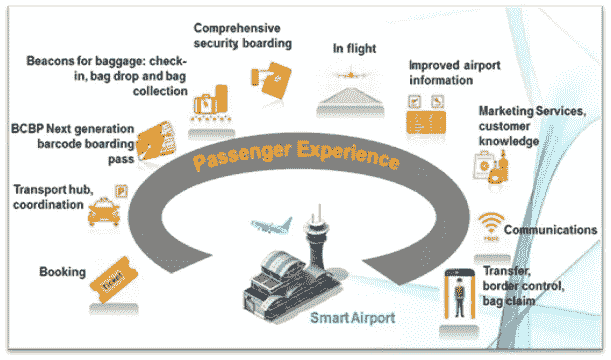 Comprehensive
security, boarding
In flight
Beacons for baggage: check-
in, bag drop and bag
collection
Improved airport
information
BCBP Next generation
barcode boarding
pass
Marketing Services,
customer
knowledge
Passenger Experience
Transport hub,
coordination
P
Communications
Booking
Ticket
Transfer,
border control,
bag claim
Smart Airport